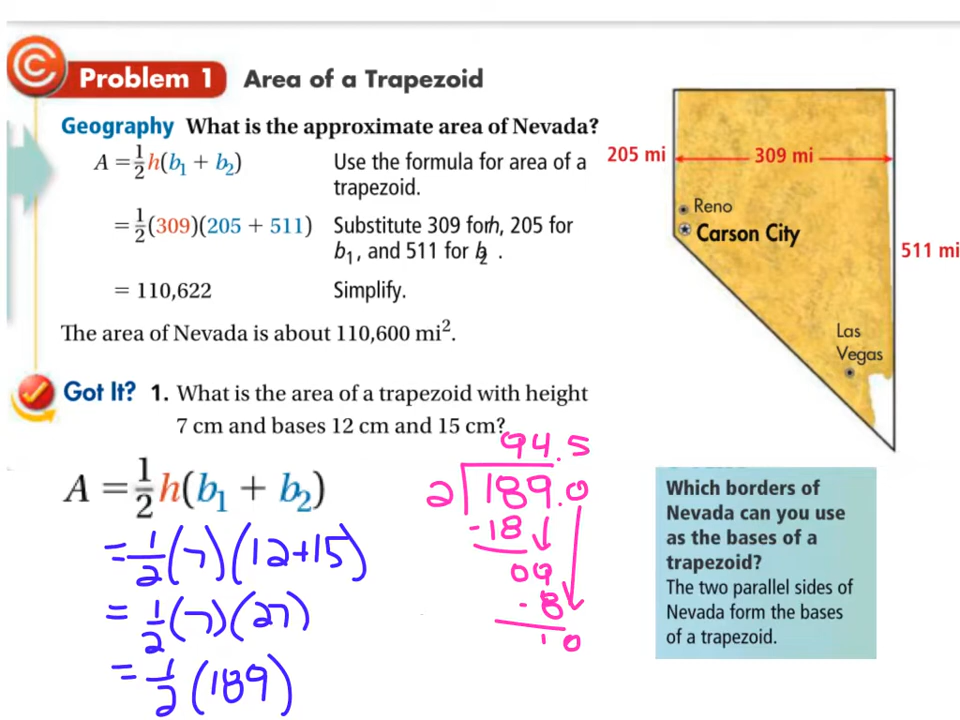 © Problem 1 Area of a Trapezoid
Geography What is the approximate area of Nevada?
A = 1/2 h(b₁ + b₂) Use the formula for area of a
trapezoid.
= 1/2 (309)(205 + 511) Substitute 309 for h, 205 for
b₁, and 511 for b₂ .
= 110,622 Simplify.
The area of Nevada is about 110,600 mi².
205 mi
309 mi
Reno
Carson City
511 mi
Las
Vegas
Got It? 1. What is the area of a trapezoid with height
7 cm and bases 12 cm and 15 cm?
A = 1/2 h(b₁ + b₂)
= 1/2 (7)(12+15)
= 1/2 (7)(27)
= 1/2 (189)
94.5
2 189.0
-18
09
-8
10
Which borders of
Nevada can you use
as the bases of a
trapezoid?
The two parallel sides of
Nevada form the bases
of a trapezoid.